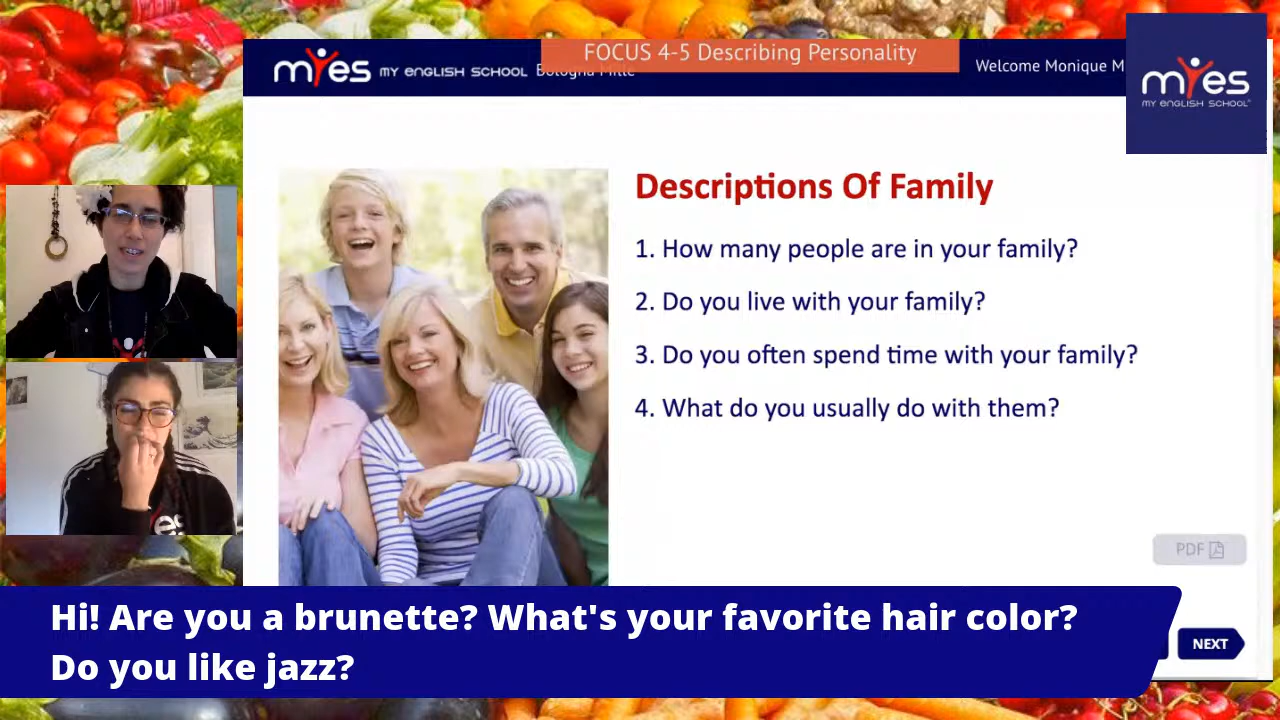 FOCUS 4-5 Describing Personality
myes MY ENGLISH SCHOOL
Welcome Monique M
myes
MY ENGLISH SCHOOL
Descriptions Of Family
1. How many people are in your family?
2. Do you live with your family?
3. Do you often spend time with your family?
4. What do you usually do with them?
PDF
NEXT
Hi! Are you a brunette? What's your favorite hair color?
Do you like jazz?